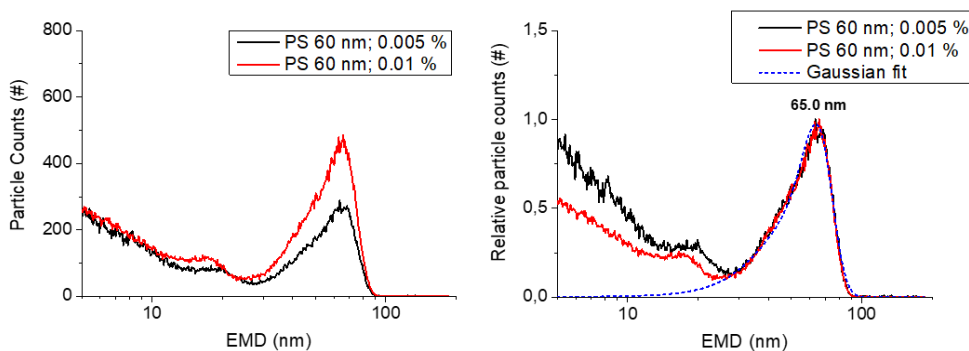 800
600
400
200
0
Particle Counts (#)
PS 60 nm; 0.005 %
PS 60 nm; 0.01 %
10
100
EMD (nm)
1,5
1,0
0,5
0,0
Relative particle counts (#)
PS 60 nm; 0.005 %
PS 60 nm; 0.01 %
Gaussian fit
65.0 nm
10
100
EMD (nm)